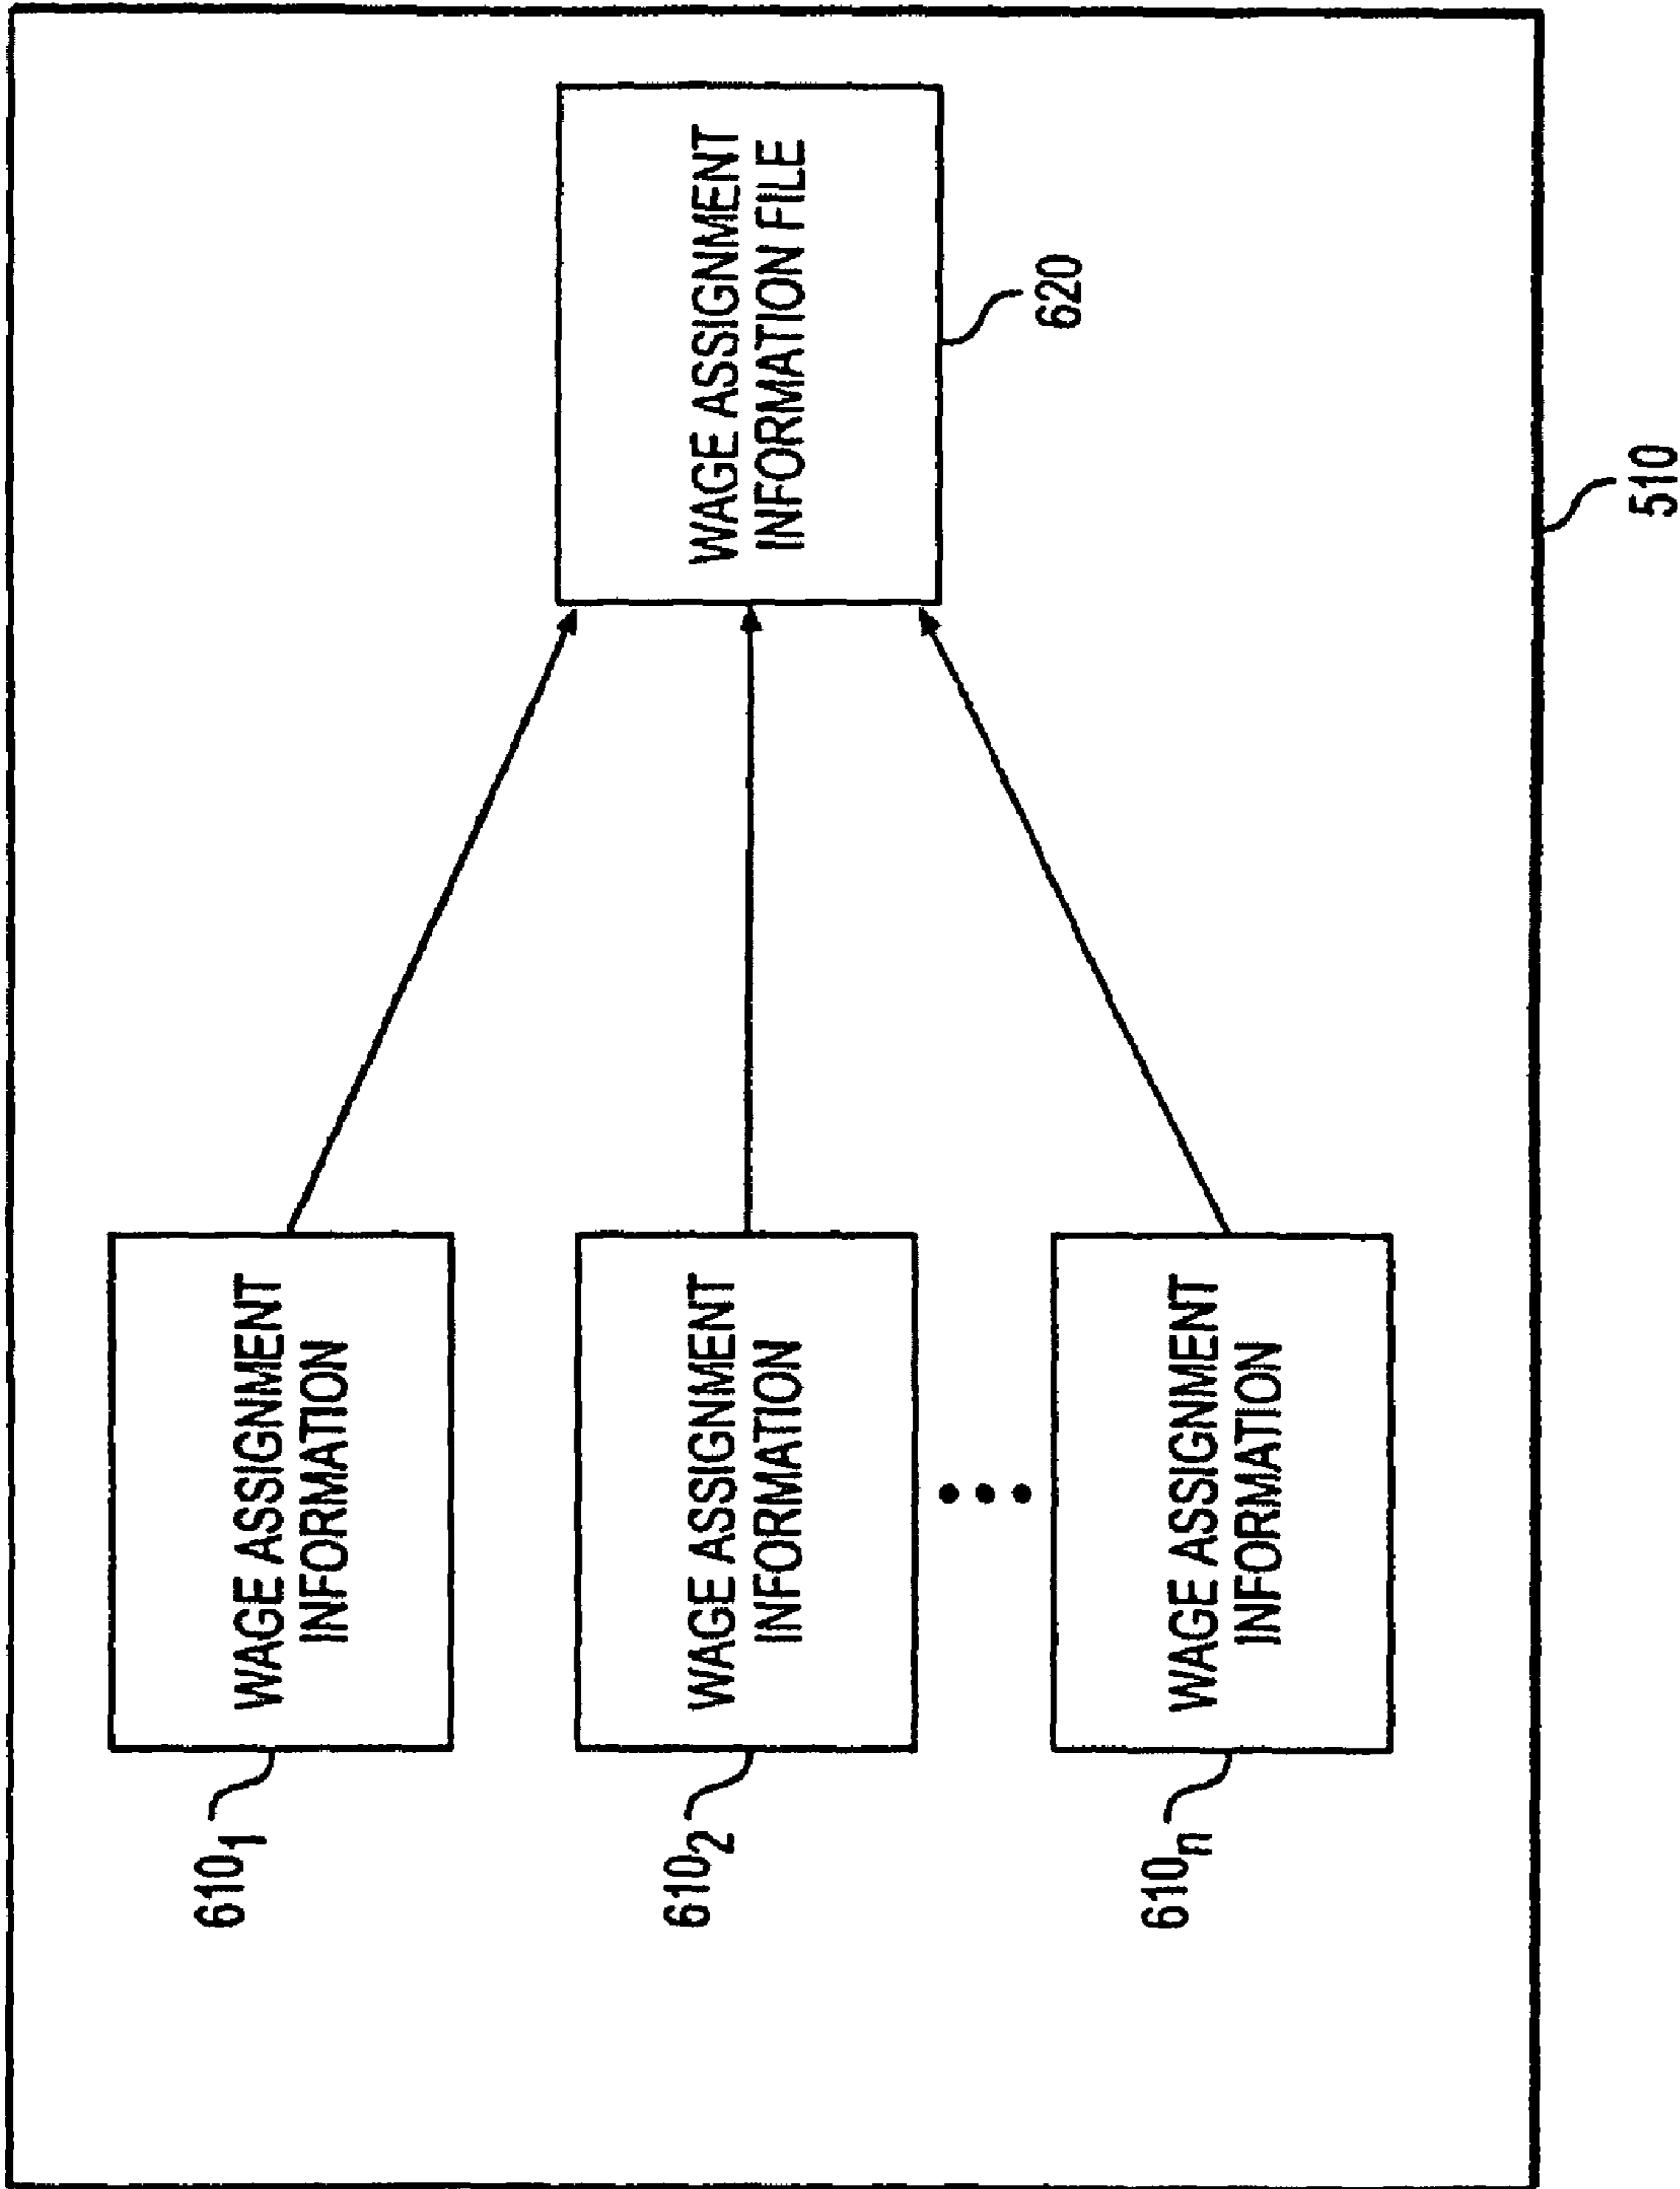 610₁
WAGE ASSIGNMENT
INFORMATION
610₂
WAGE ASSIGNMENT
INFORMATION
610ₙ
WAGE ASSIGNMENT
INFORMATION
WAGE ASSIGNMENT
INFORMATION FILE
620
510